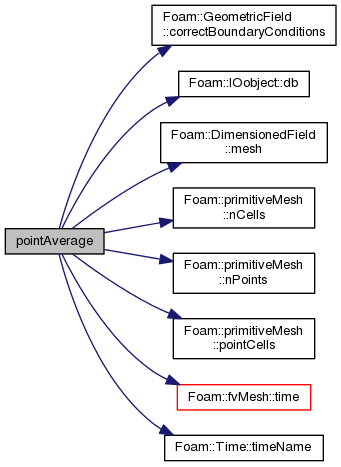 Foam::GeometricField
::correctBoundaryConditions
Foam::IOobject::db
Foam::DimensionedField
::mesh
pointAverage
Foam::primitiveMesh
::nCells
Foam::primitiveMesh
::nPoints
Foam::primitiveMesh
::pointCells
Foam::fvMesh::time
Foam::Time::timeName